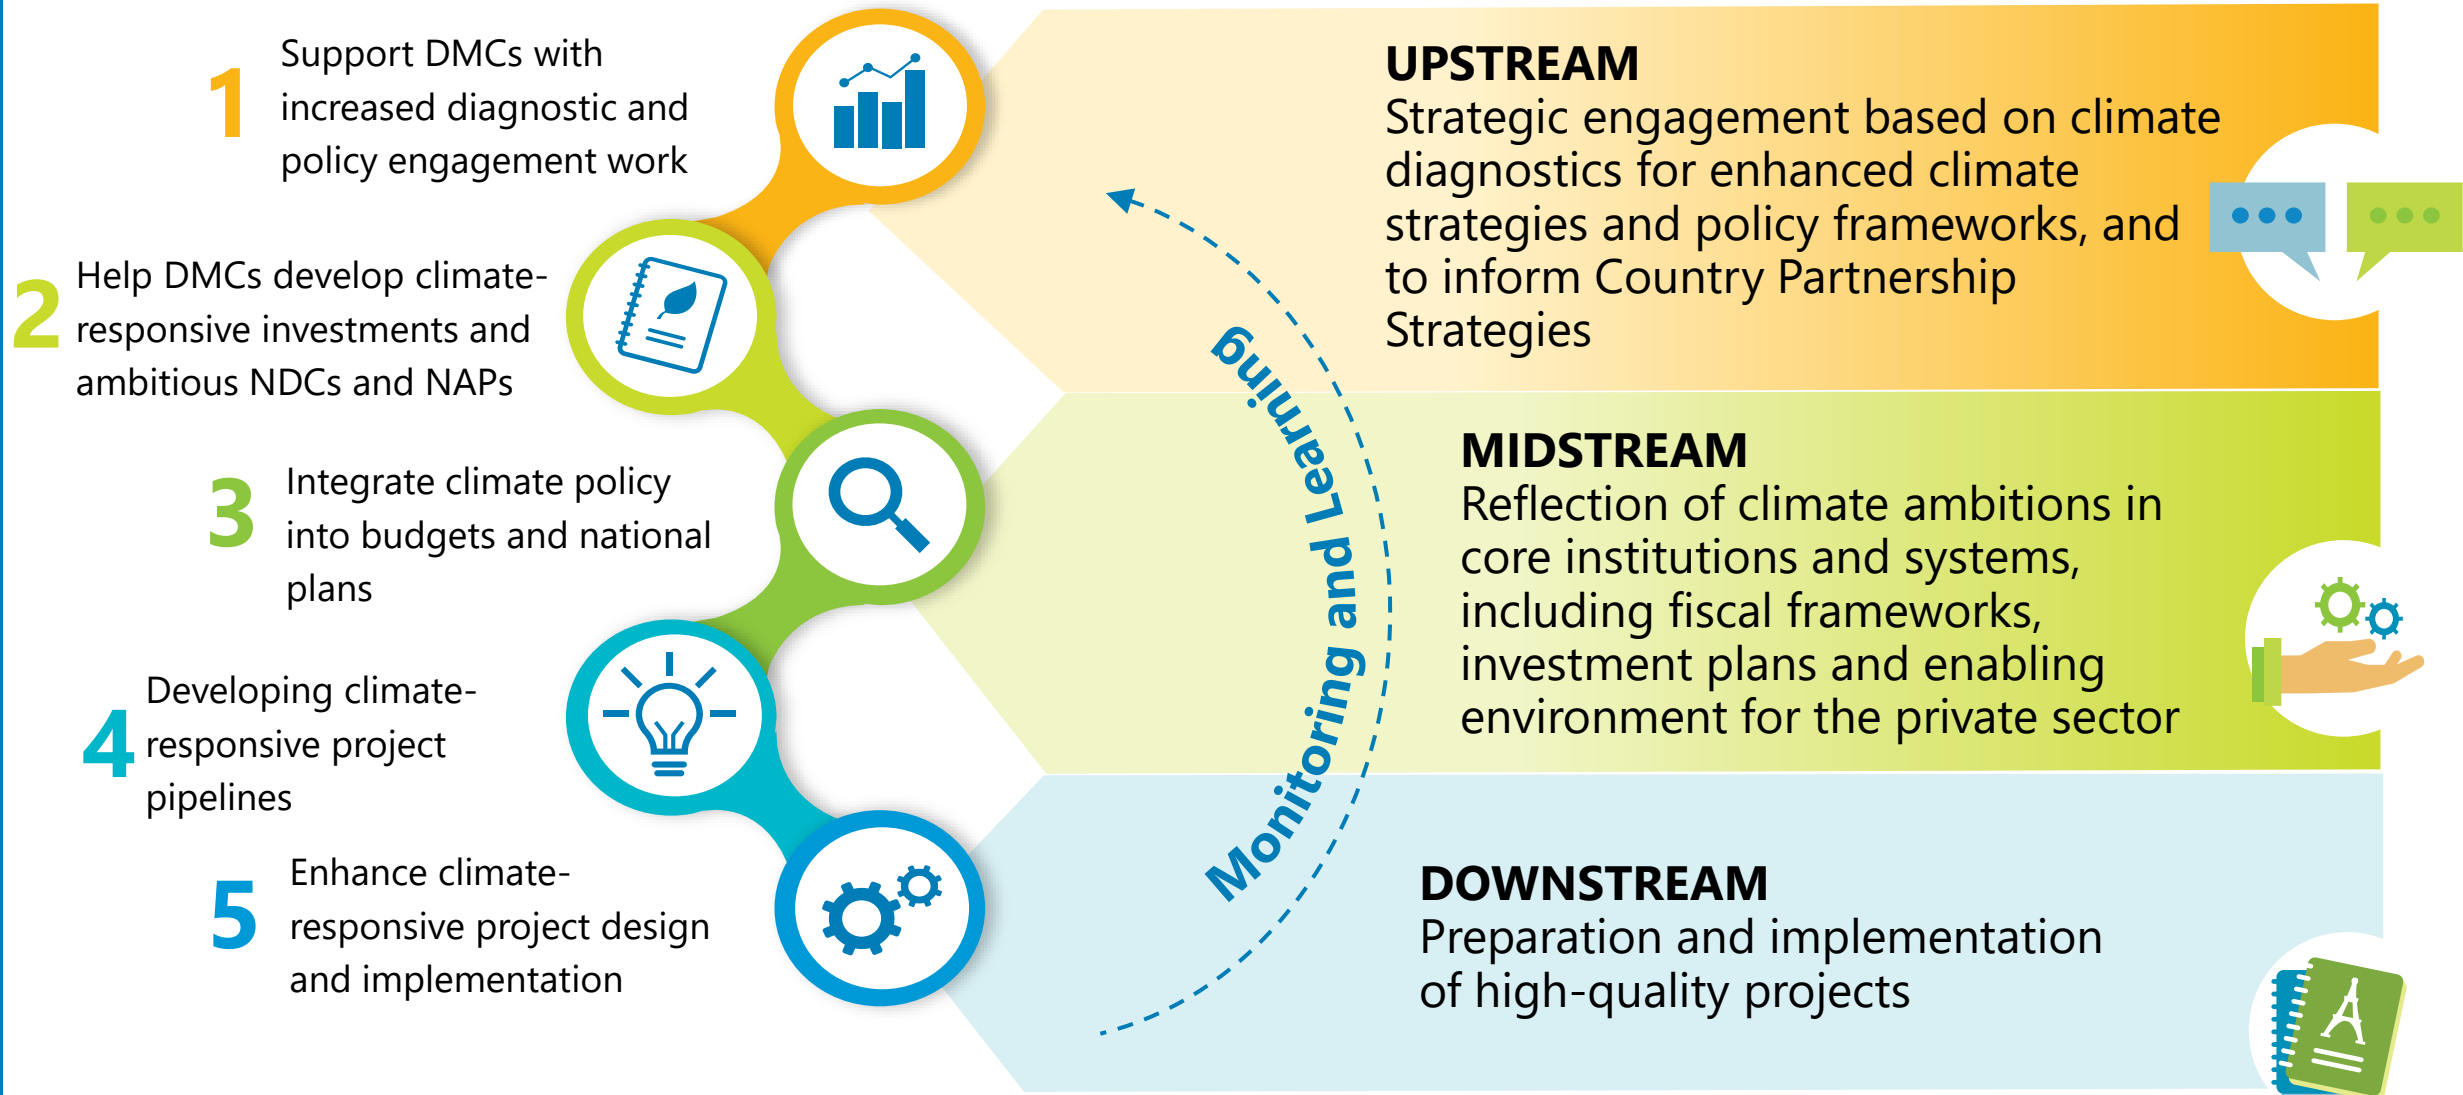 1
Support DMCs with
increased diagnostic and
policy engagement work
2
Help DMCs develop climate-
responsive investments and
ambitious NDCs and NAPs
3
Integrate climate policy
into budgets and national
plans
4
Developing climate-
responsive project
pipelines
5
Enhance climate-
responsive project design
and implementation
Monitoring and Learning
UPSTREAM
Strategic engagement based on climate
diagnostics for enhanced climate
strategies and policy frameworks, and
to inform Country Partnership
Strategies
MIDSTREAM
Reflection of climate ambitions in
core institutions and systems,
including fiscal frameworks,
investment plans and enabling
environment for the private sector
DOWNSTREAM
Preparation and implementation
of high-quality projects